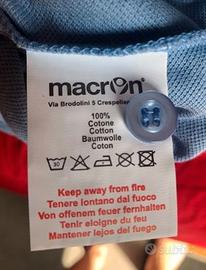 macron
Via Brodolini 5 Crespellano
100%
Cotone
Cotton
Baumwolle
Coton
30
Keep away from fire
Tenere lontano dal fuoco
Von offenem feuer fernhalten
Tenir eloigne du feu
Mantener lejos del fuego